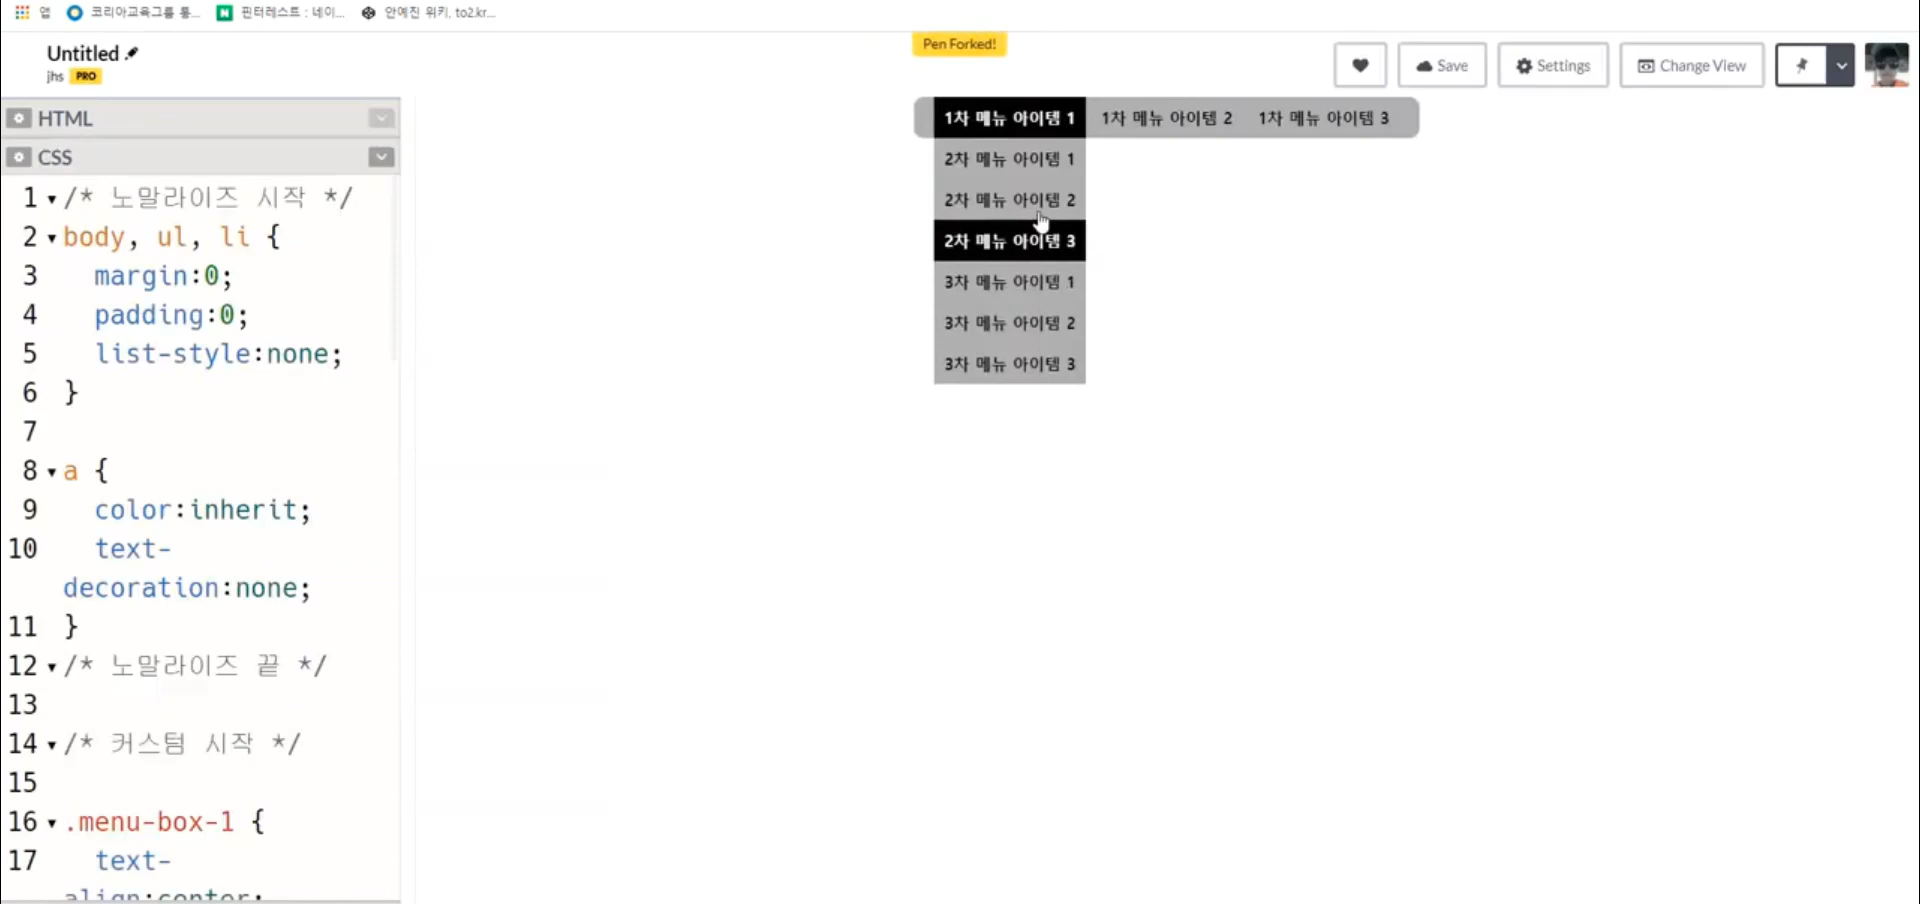 앱 코리아교육그룹 통... 핀터레스트 : 네이... 안예진 위키, to2.kr...
Untitled
jhs PRO
Pen Forked!
Save Settings Change View
HTML
CSS
1 /* 노말라이즈 시작 */
2 body, ul, li {
3 margin:0;
4 padding:0;
5 list-style:none;
6 }
7
8 a {
9 color:inherit;
10 text-
decoration:none;
11 }
12 /* 노말라이즈 끝 */
13
14 /* 커스텀 시작 */
15
16 .menu-box-1 {
17 text-
align:center;
1차 메뉴 아이템 1 1차 메뉴 아이템 2 1차 메뉴 아이템 3
2차 메뉴 아이템 1
2차 메뉴 아이템 2
2차 메뉴 아이템 3
3차 메뉴 아이템 1
3차 메뉴 아이템 2
3차 메뉴 아이템 3